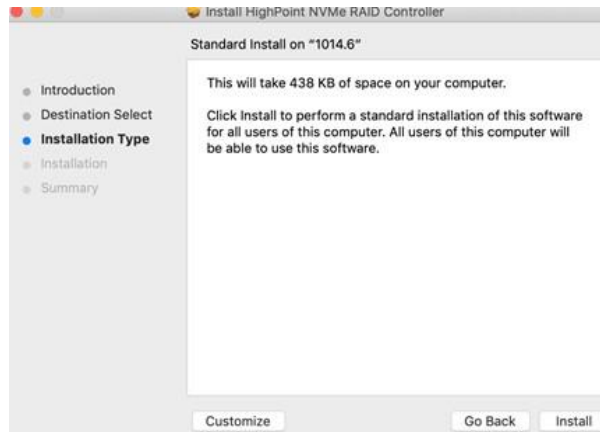 Install HighPoint NVMe RAID Controller
Standard Install on "1014.6"
Introduction
Destination Select
Installation Type
Installation
Summary
This will take 438 KB of space on your computer.
Click Install to perform a standard installation of this software
for all users of this computer. All users of this computer will
be able to use this software.
Customize
Go Back
Install